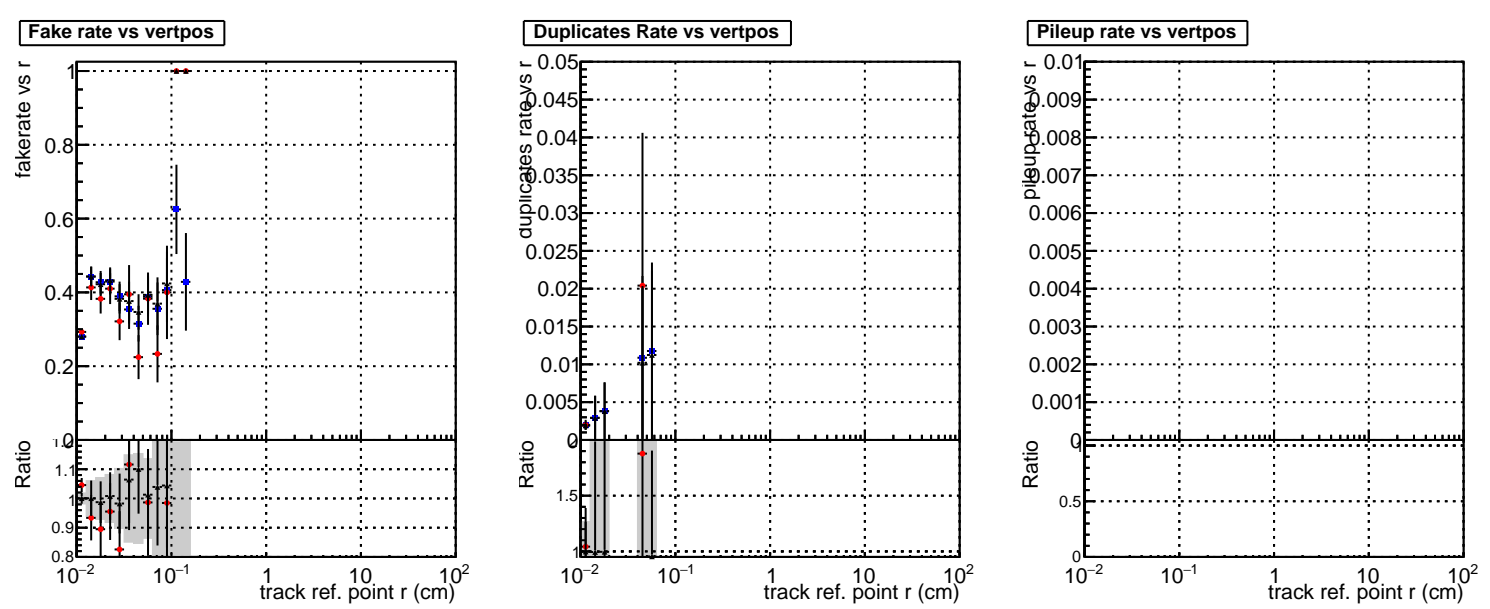 Fake rate vs vertpos
fakerate vs r
1
0.8
0.6
0.4
0.2
0
Ratio
1.1
1
0.9
0.8
10−2 10−1 1 10 102
track ref. point r (cm)
Duplicates Rate vs vertpos
duplicates rate vs r
0.05
0.045
0.04
0.035
0.03
0.025
0.02
0.015
0.01
0.005
0
Ratio
1.5
1
10−2 10−1 1 10 102
track ref. point r (cm)
Pileup rate vs vertpos
pileup rate vs r
0.01
0.009
0.008
0.007
0.006
0.005
0.004
0.003
0.002
0.001
0
Ratio
1
0.5
0
10−2 10−1 1 10 102
track ref. point r (cm)